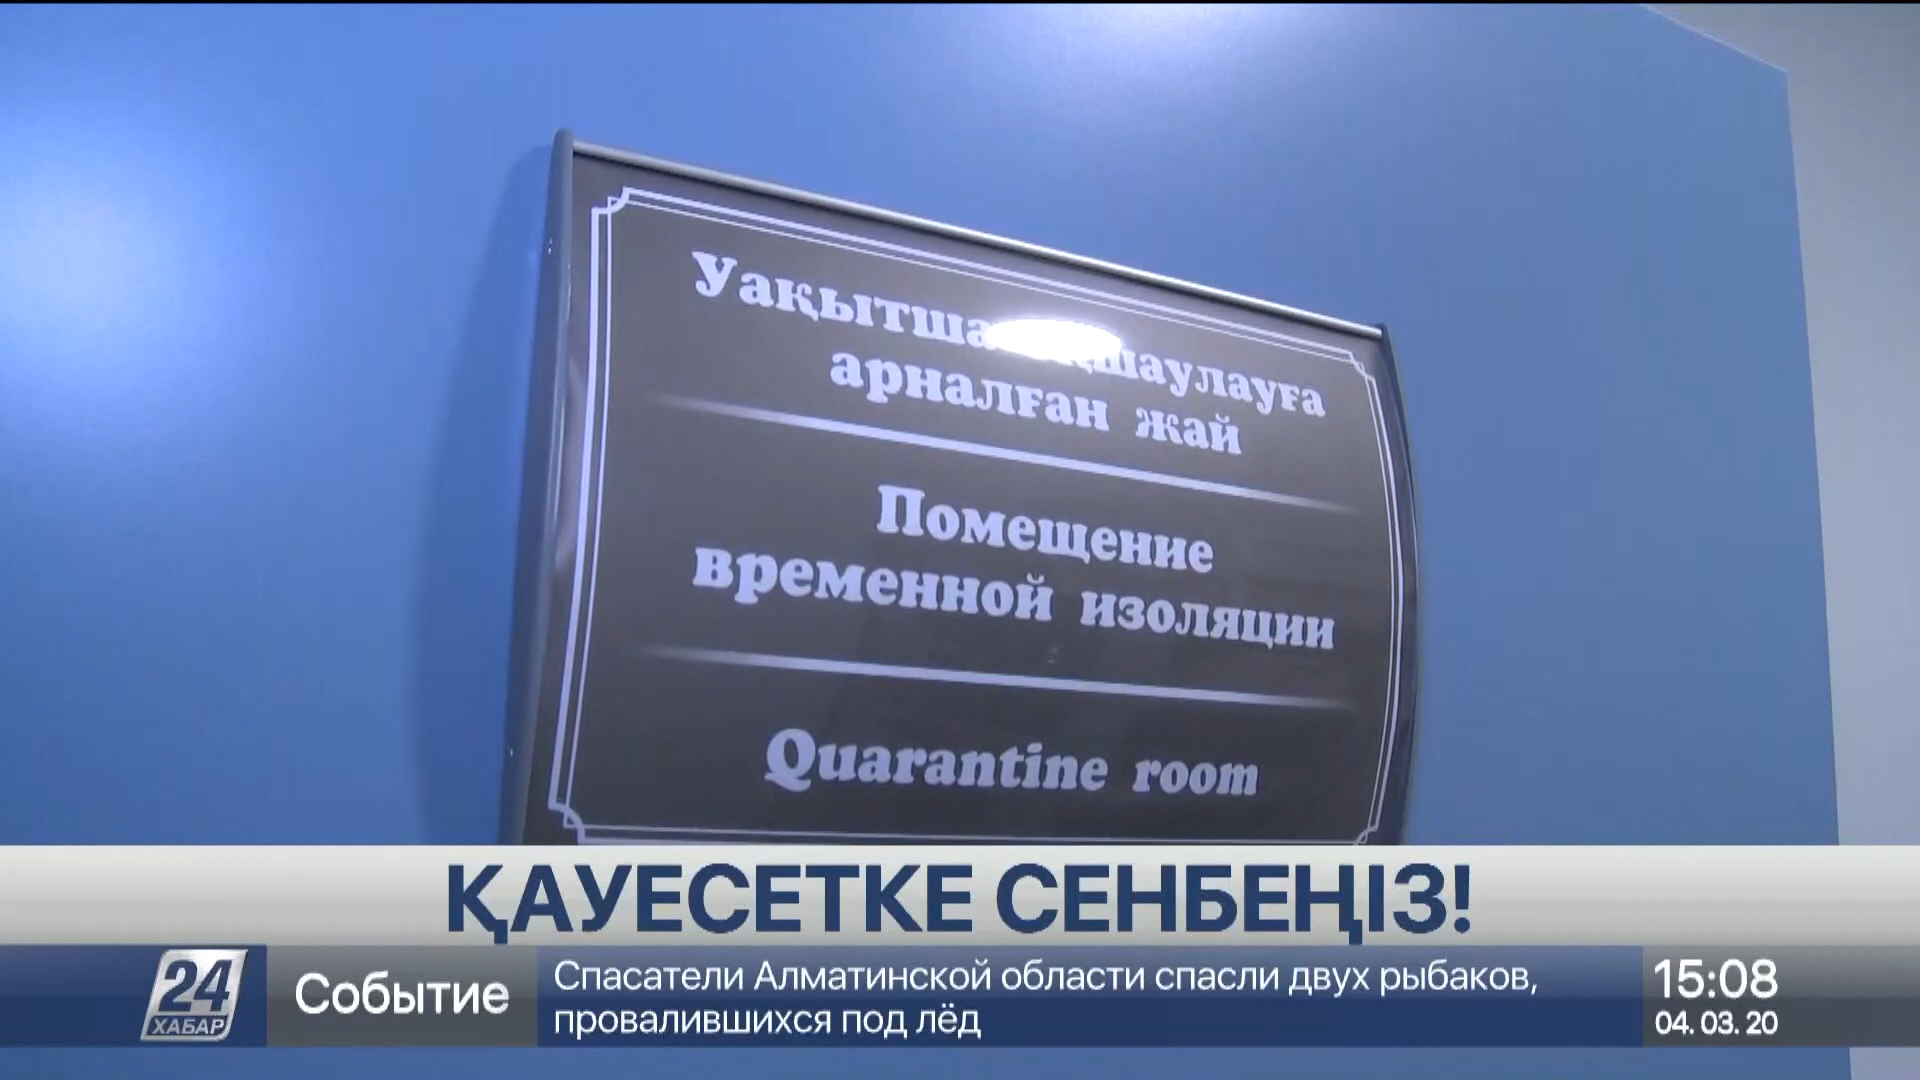 Уақытша
арналған жай
Помещение
временной изоляции
Quarantine room
ҚАУЕСЕТКЕ СЕНБЕҢІЗ!
24
ХАБАР
Событие
Спасатели Алматинской области спасли двух рыбаков,
провалившихся под лёд
15:08
04. 03. 20